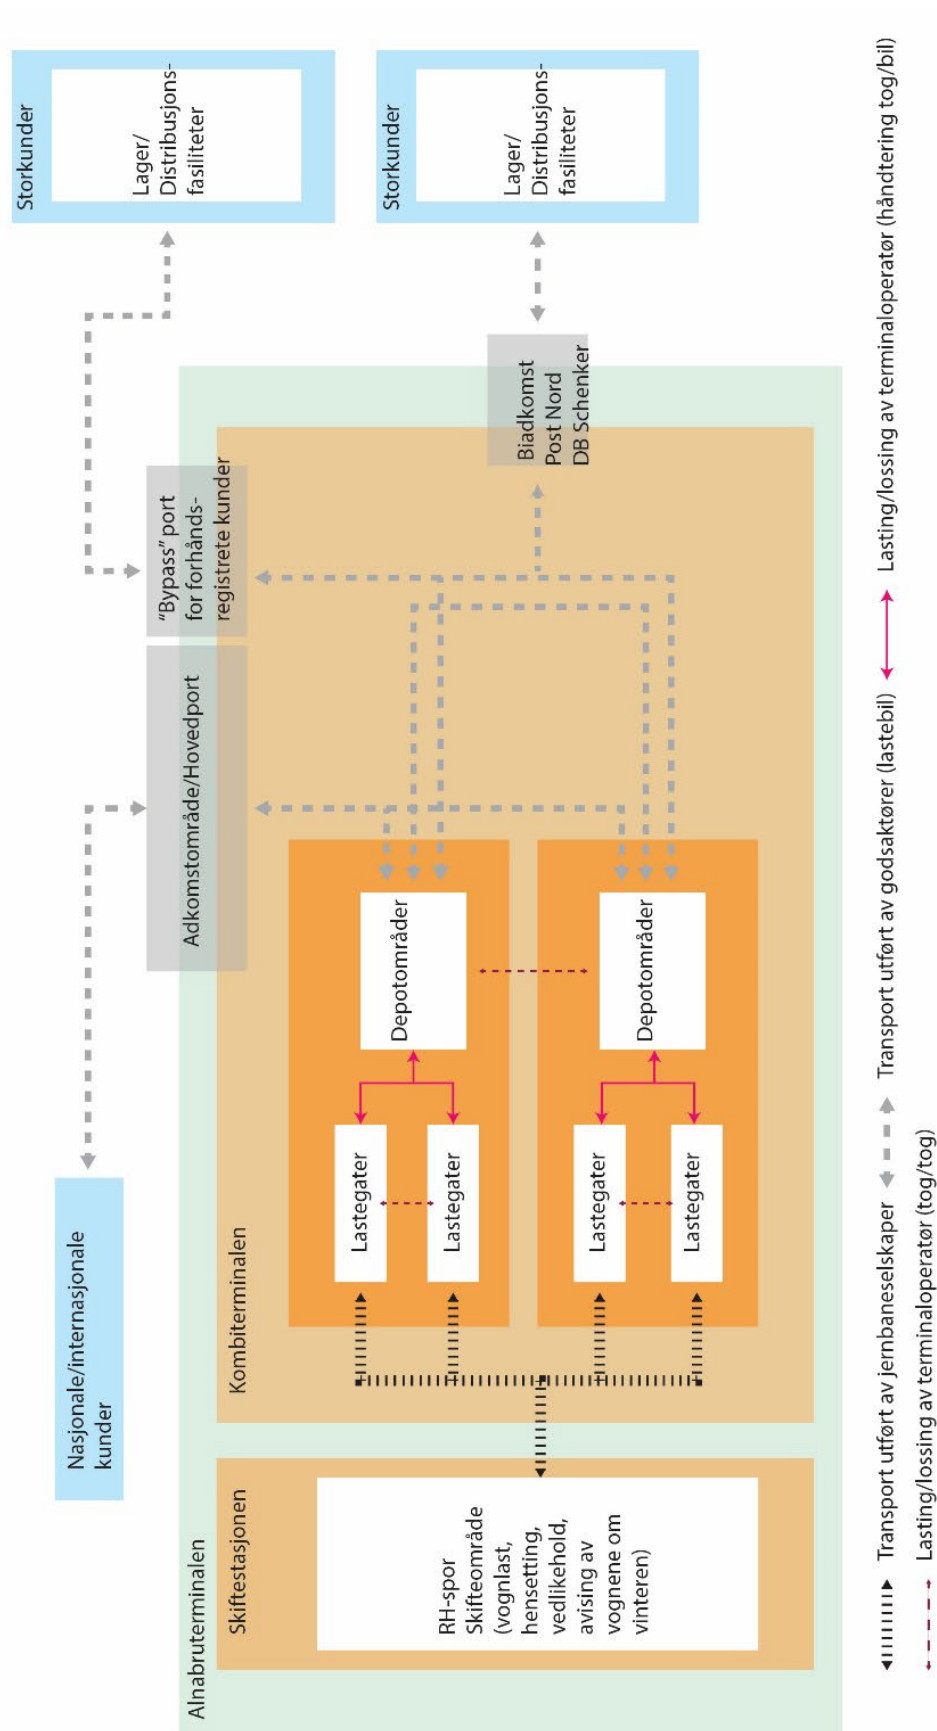 Nasjonale/internasjonale
kunder
Storkunder
Lager/
Distribusjons-
fasiliteter
Adkomstområde/Hovedport
“Bypass” port
for forhånds-
registrete kunder
Alnabruterminalen
Skiftestasjonen
RH-spor
Skifteområde
(vognlast,
hensetting,
vedlikehold,
avising av
vognene om
vinteren)
Kombiterminalen
Lastegater
Lastegater
Depotområder
Lastegater
Lastegater
Depotområder
Biadkomst
Post Nord
DB Schenker
Storkunder
Lager/
Distribusjons-
fasiliteter
Transport utført av jernbaneselskaper
Transport utført av godsaktører (lastebil)
Lasting/lossing av terminaloperatør (håndtering tog/bil)
Lasting/lossing av terminaloperatør (tog/tog)